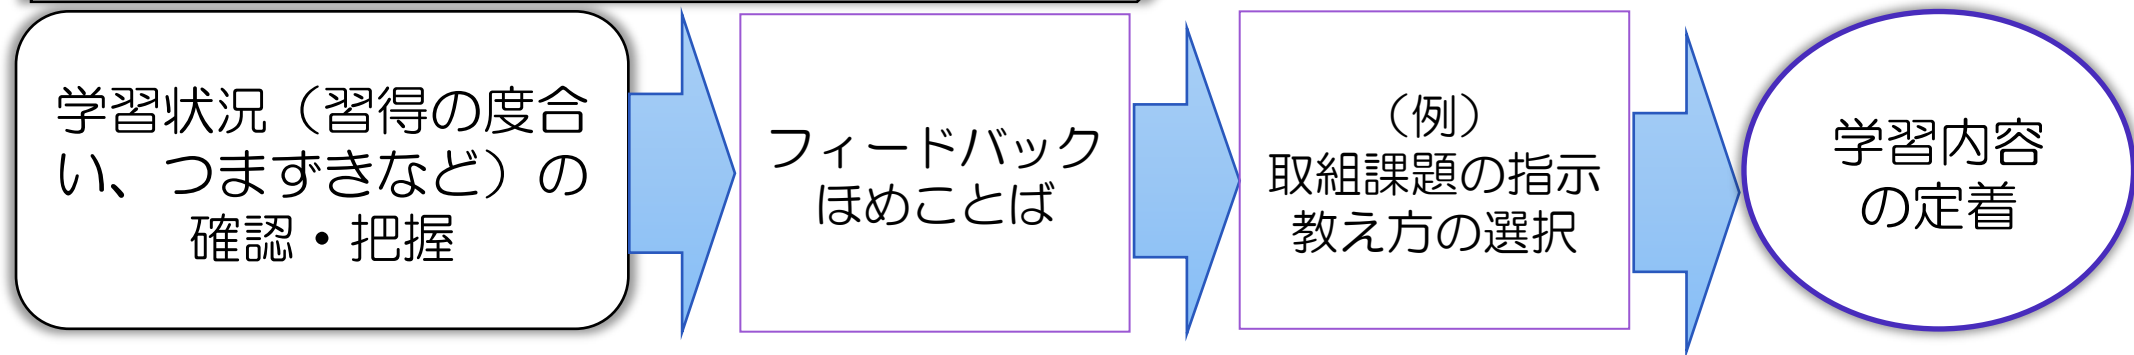 学習状況（習得の度合
い、つまずきなど）の
確認・把握
フィードバック
ほめことば
（例）
取組課題の指示
教え方の選択
学習内容
の定着